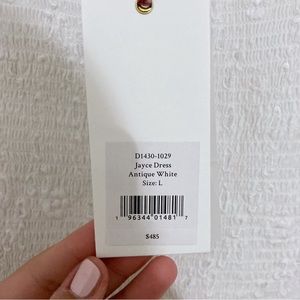 D1430-1029
Jayce Dress
Antique White
Size: L
1 96344 01481 7
$485